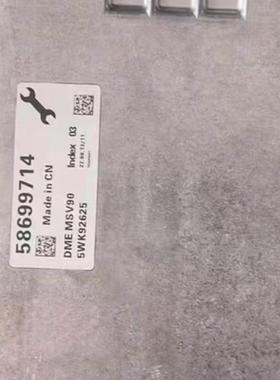 58699714
Made in CN
DME MSV90
5WK92625
Index 03